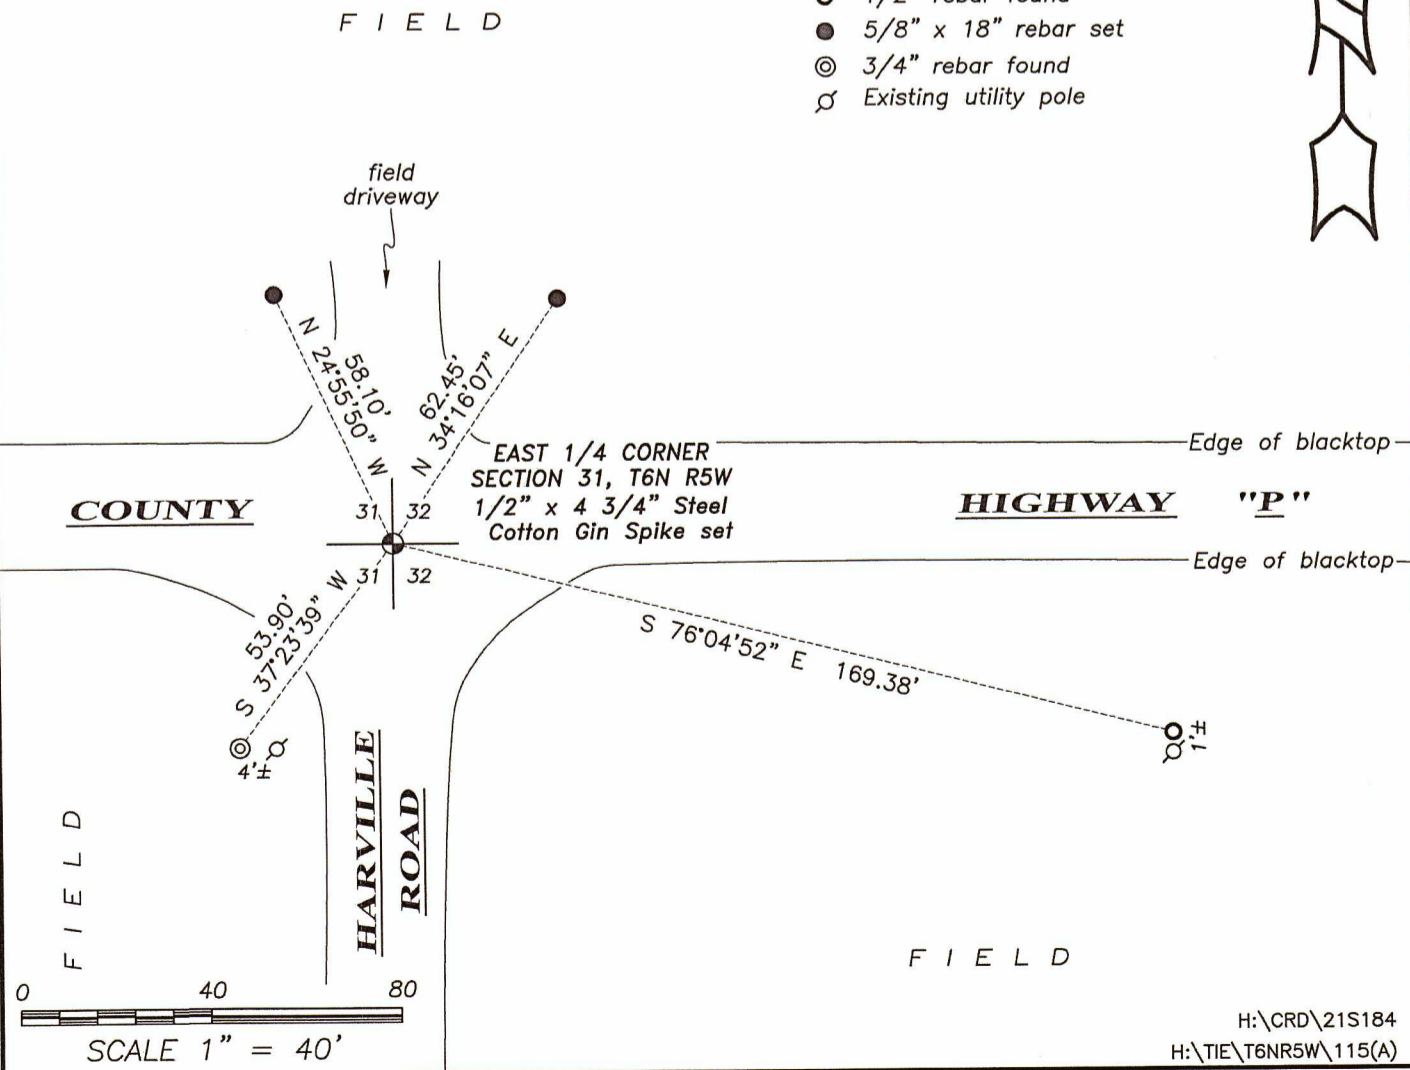 F I E L D
5/8" x 18" rebar set
3/4" rebar found
Existing utility pole
field
driveway
N 24°55'50" W
58.10'
62.45'
N 34°16'07" E
Edge of blacktop
EAST 1/4 CORNER
SECTION 31, T6N R5W
1/2" x 4 3/4" Steel
Cotton Gin Spike set
COUNTY
HIGHWAY "P"
31 32
31 32
Edge of blacktop
53.90'
S 37°23'39" W
S 76°04'52" E 169.38'
4'±
1'±
HARVILLE
ROAD
F I E L D
F I E L D
0 40 80
SCALE 1" = 40'
H:\CRD\21S184
H:\TIE\T6NR5W\115(A)